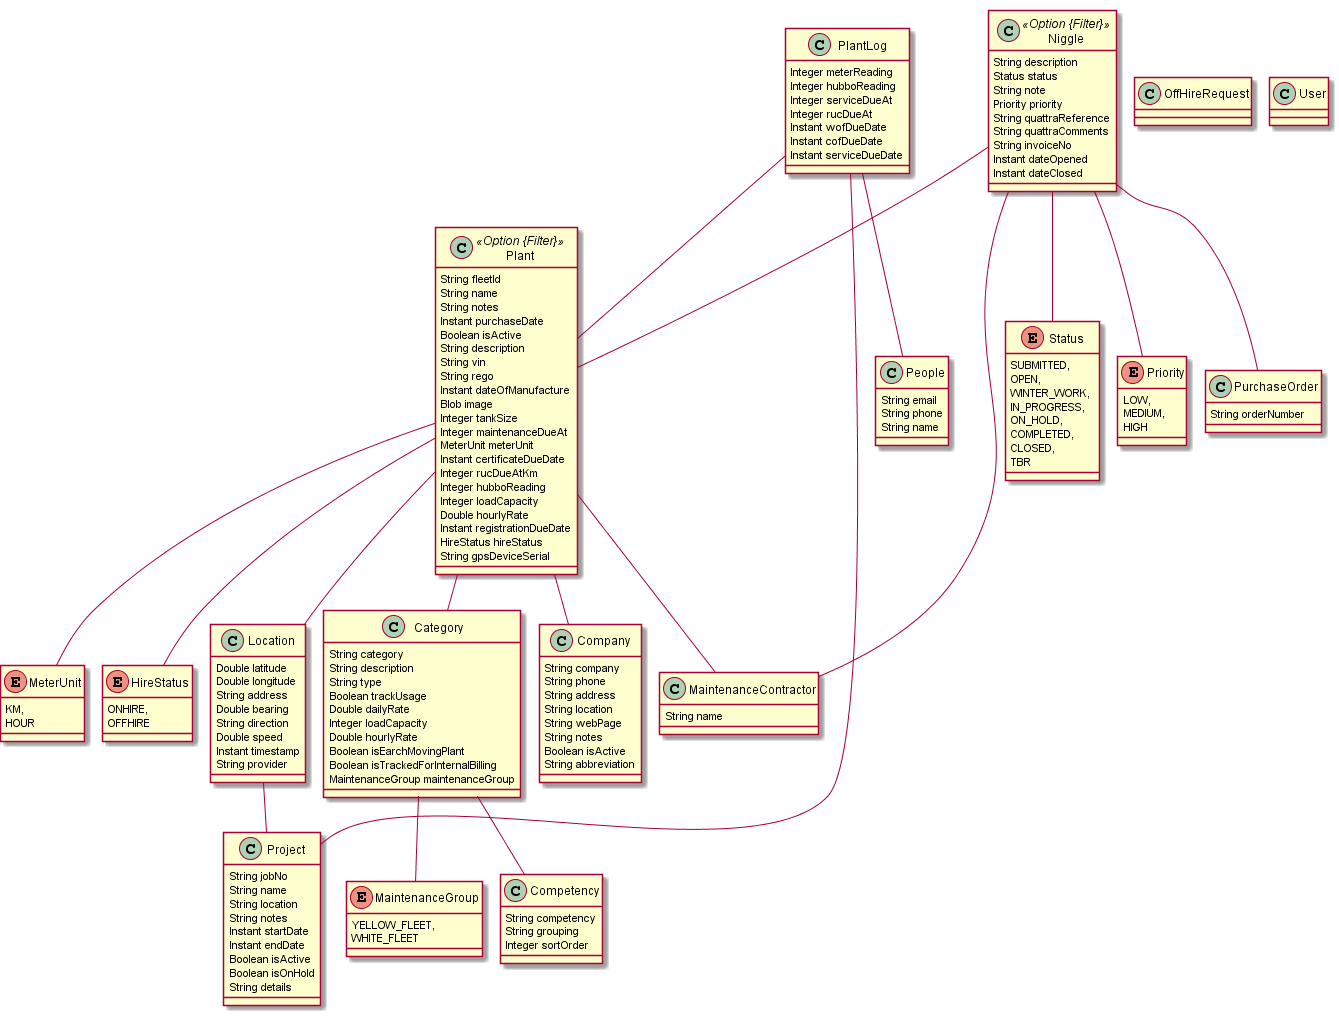 C PlantLog
Integer meterReading
Integer hubboReading
Integer serviceDueAt
Integer rucDueAt
Instant wofDueDate
Instant cofDueDate
Instant serviceDueDate
C «Option {Filter}»
Niggle
String description
Status status
String note
Priority priority
String quattraReference
String quattraComments
String invoiceNo
Instant dateOpened
Instant dateClosed
C OffHireRequest
C User
C «Option {Filter}»
Plant
String fleetId
String name
String notes
Instant purchaseDate
Boolean isActive
String description
String vin
String rego
Instant dateOfManufacture
Blob image
Integer tankSize
Integer maintenanceDueAt
MeterUnit meterUnit
Instant certificateDueDate
Integer rucDueAtKm
Integer hubboReading
Integer loadCapacity
Double hourlyRate
Instant registrationDueDate
HireStatus hireStatus
String gpsDeviceSerial
C People
String email
String phone
String name
E Status
SUBMITTED,
OPEN,
WINTER_WORK,
IN_PROGRESS,
ON_HOLD,
COMPLETED,
CLOSED,
TBR
E Priority
LOW,
MEDIUM,
HIGH
C PurchaseOrder
String orderNumber
E MeterUnit
KM,
HOUR
E HireStatus
ONHIRE,
OFFHIRE
C Location
Double latitude
Double longitude
String address
Double bearing
String direction
Double speed
Instant timestamp
String provider
C Category
String category
String description
String type
Boolean trackUsage
Double dailyRate
Integer loadCapacity
Double hourlyRate
Boolean isEarchMovingPlant
Boolean isTrackedForInternalBilling
MaintenanceGroup maintenanceGroup
C Company
String company
String phone
String address
String location
String webPage
String notes
Boolean isActive
String abbreviation
C MaintenanceContractor
String name
C Project
String jobNo
String name
String location
String notes
Instant startDate
Instant endDate
Boolean isActive
Boolean isOnHold
String details
E MaintenanceGroup
YELLOW_FLEET,
WHITE_FLEET
C Competency
String competency
String grouping
Integer sortOrder